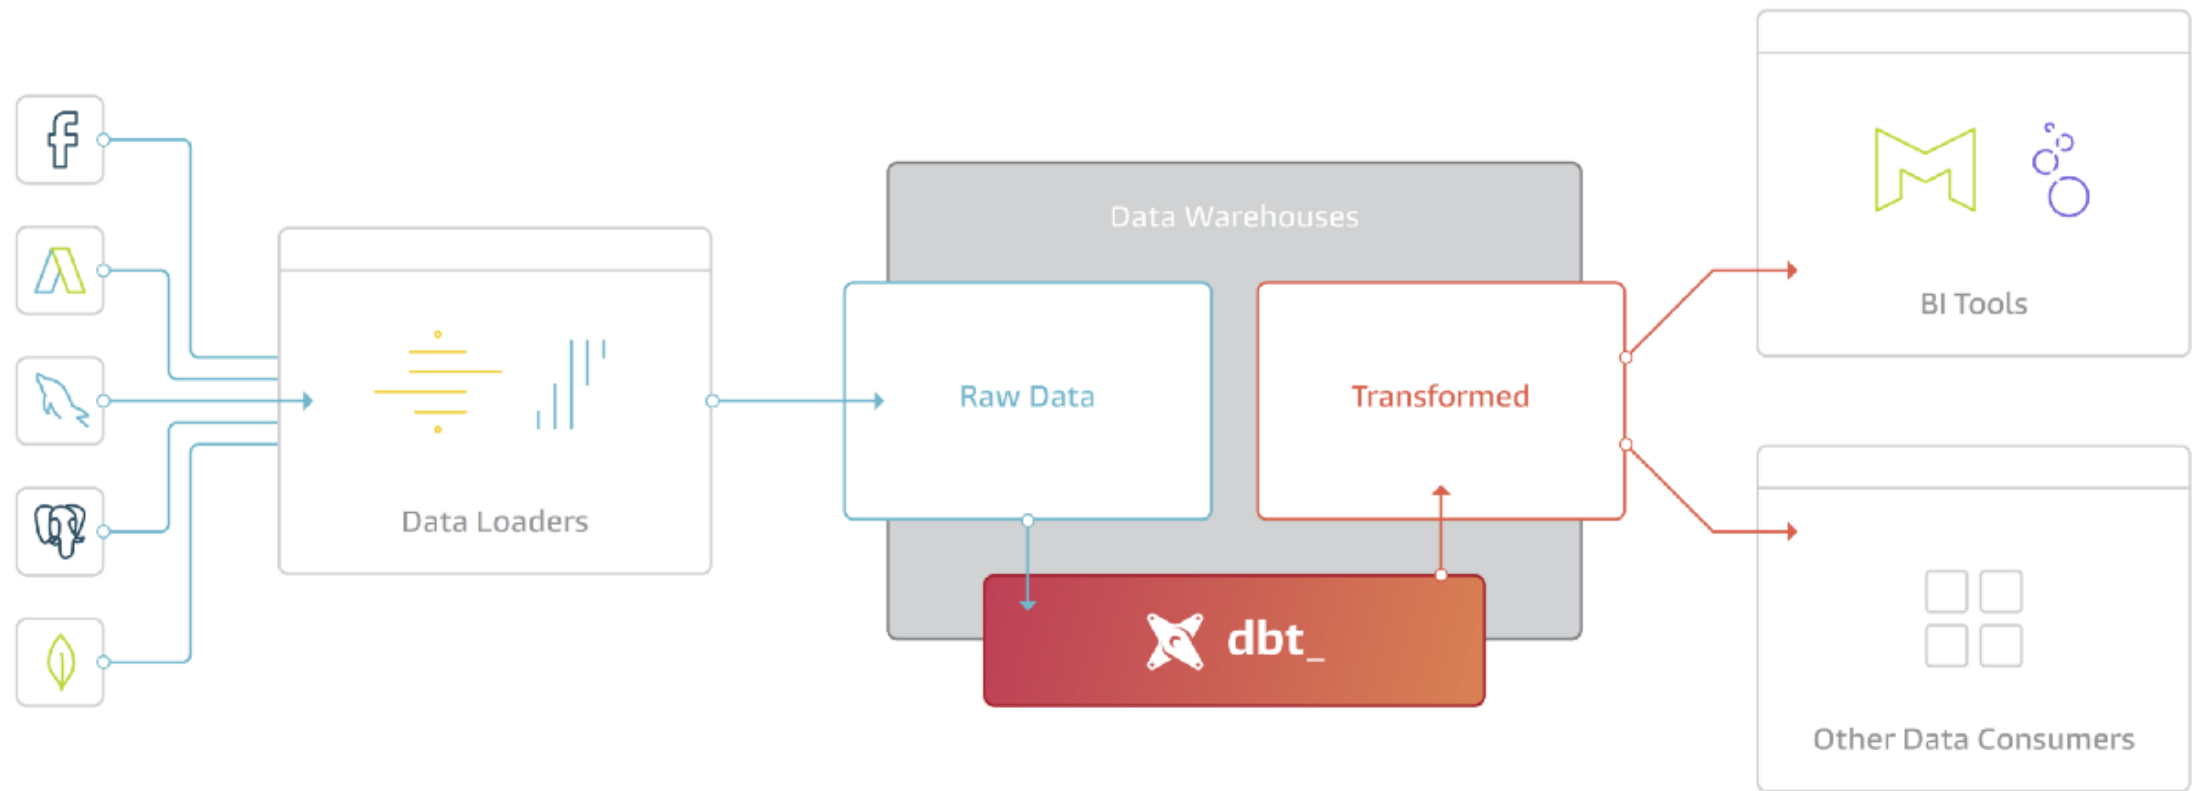 Data Loaders
Data Warehouses
Raw Data
Transformed
dbt_
BI Tools
Other Data Consumers